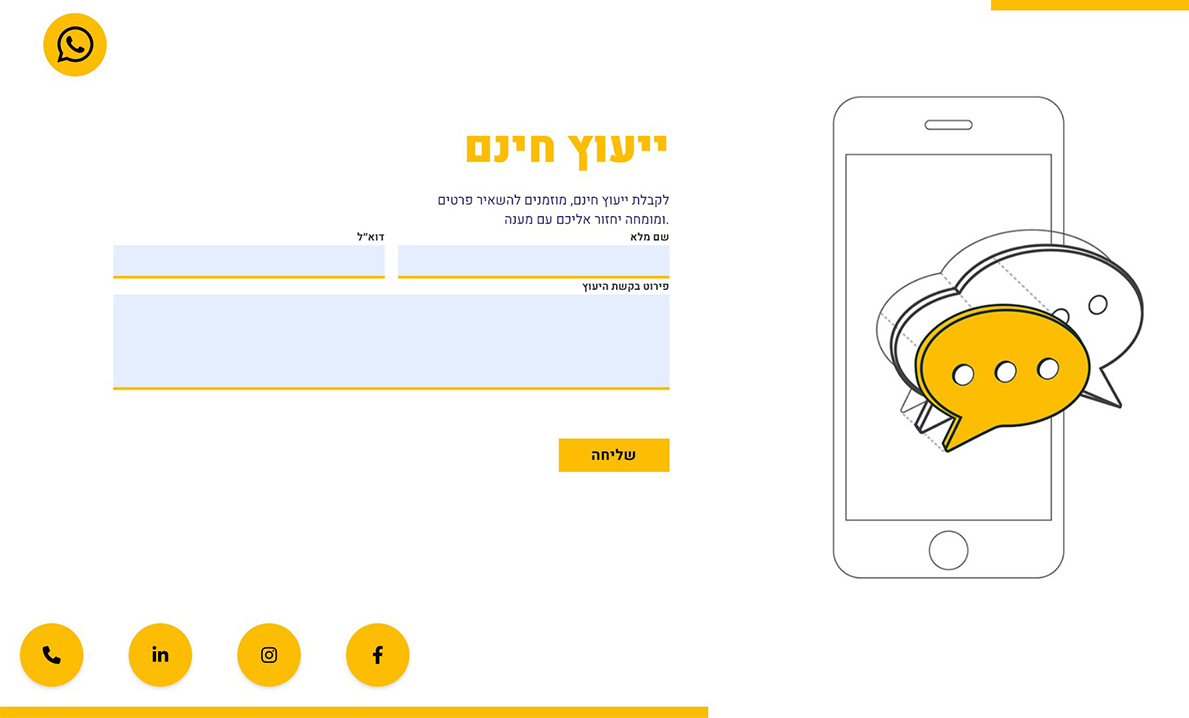 ייעוץ חינם
לקבלת ייעוץ חינם, מוזמנים להשאיר פרטים
ומומחה יחזור אליכם עם מענה.
שם מלא
דוא״ל
פירוט בקשת היעוץ
שליחה